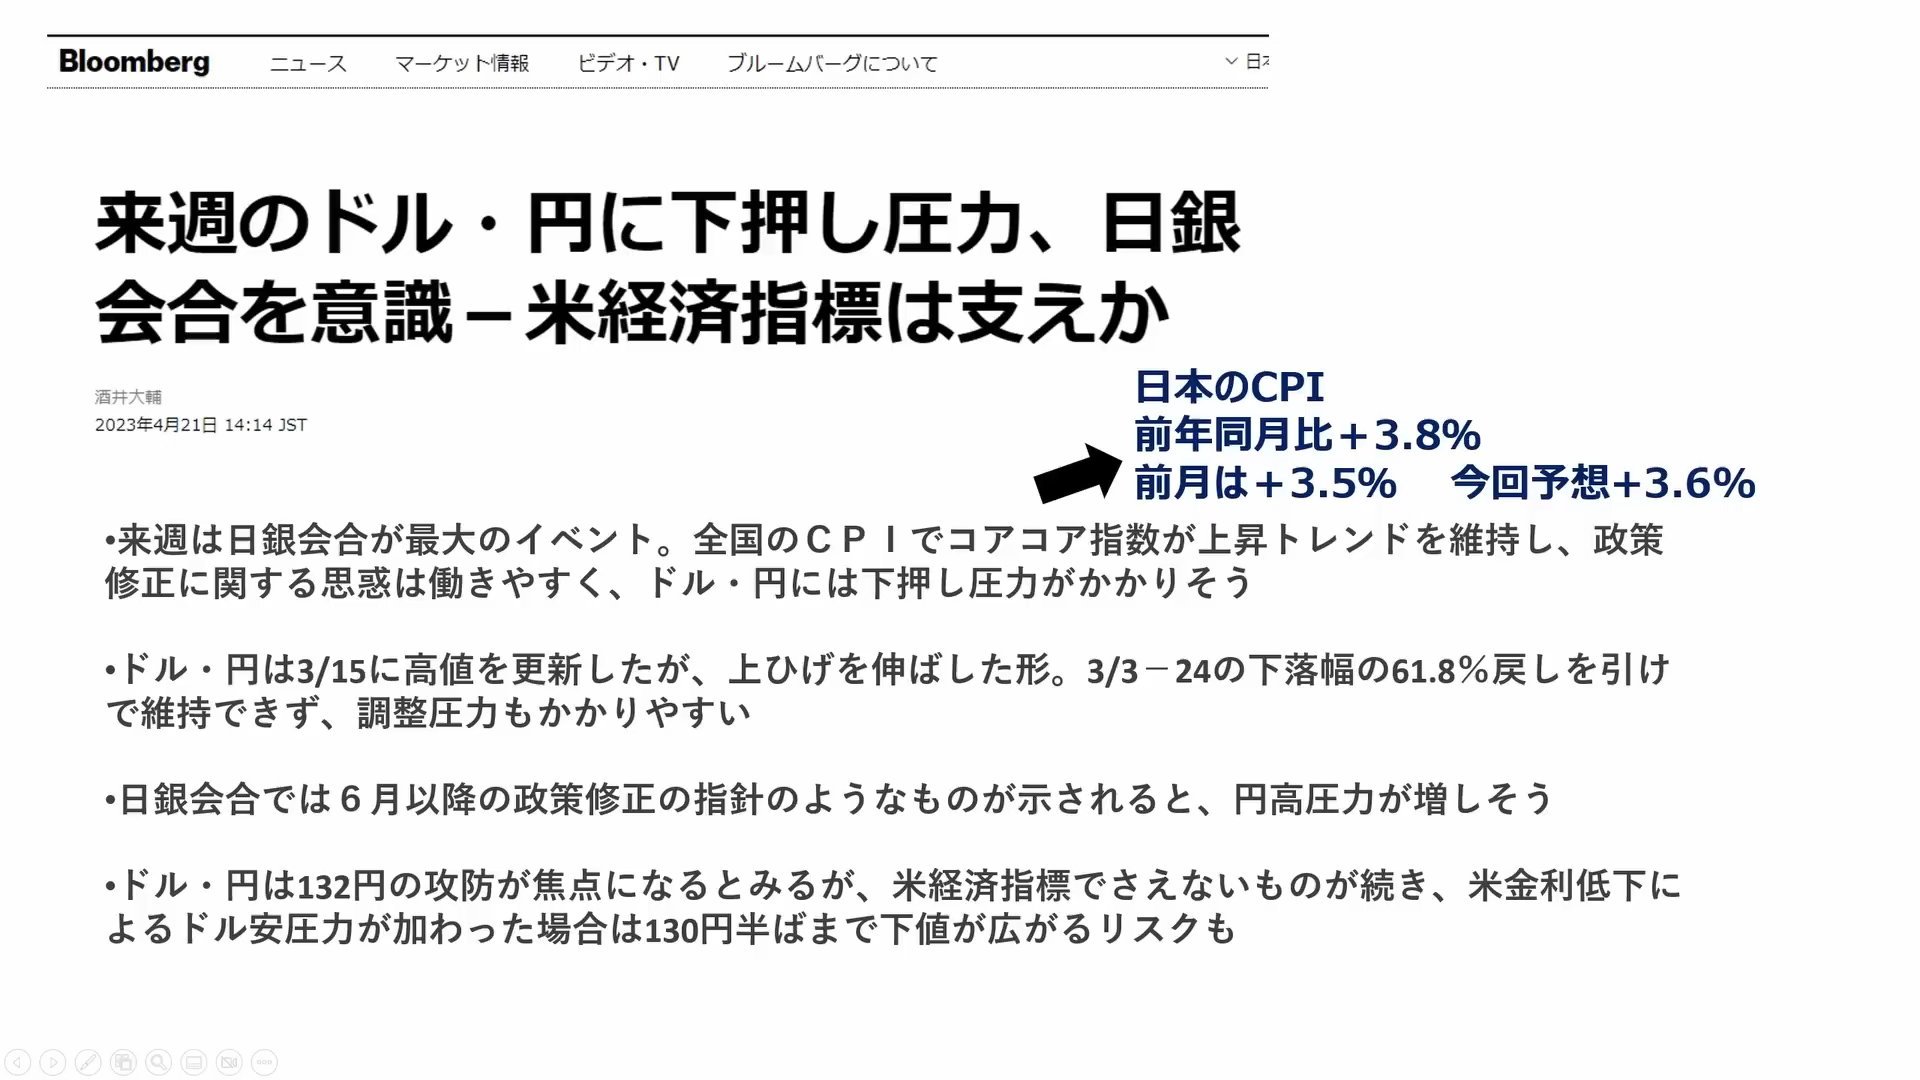 Bloomberg ニュース マーケット情報 ビデオ・TV ブルームバーグについて 日本
来週のドル・円に下押し圧力、日銀
会合を意識－米経済指標は支えか
酒井大輔
2023年4月21日 14:14 JST
日本のCPI
前年同月比＋3.8%
前月は＋3.5% 今回予想+3.6%
•来週は日銀会合が最大のイベント。全国のＣＰＩでコアコア指数が上昇トレンドを維持し、政策
修正に関する思惑は働きやすく、ドル・円には下押し圧力がかかりそう
•ドル・円は3/15に高値を更新したが、上ひげを伸ばした形。3/3－24の下落幅の61.8％戻しを引け
で維持できず、調整圧力もかかりやすい
•日銀会合では６月以降の政策修正の指針のようなものが示されると、円高圧力が増しそう
•ドル・円は132円の攻防が焦点になるとみるが、米経済指標でさえないものが続き、米金利低下に
よるドル安圧力が加わった場合は130円半ばまで下値が広がるリスクも